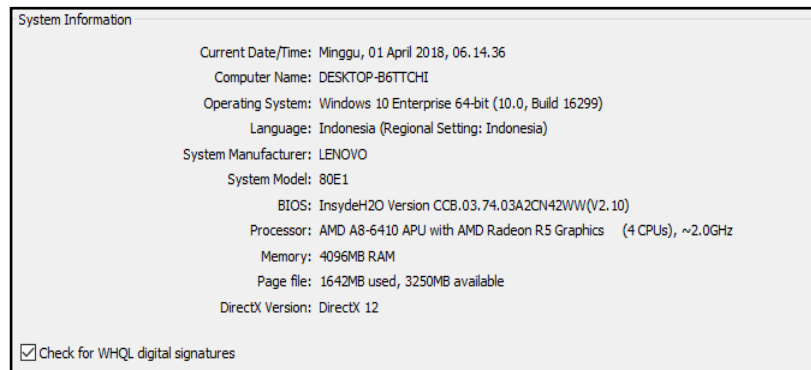 System Information
Current Date/Time: Minggu, 01 April 2018, 06.14.36
Computer Name: DESKTOP-B6TTCHI
Operating System: Windows 10 Enterprise 64-bit (10.0, Build 16299)
Language: Indonesia (Regional Setting: Indonesia)
System Manufacturer: LENOVO
System Model: 80E1
BIOS: InsydeH2O Version CCB.03.74.03A2CN42WW(V2.10)
Processor: AMD A8-6410 APU with AMD Radeon R5 Graphics (4 CPUs), ~2.0GHz
Memory: 4096MB RAM
Page file: 1642MB used, 3250MB available
DirectX Version: DirectX 12
Check for WHQL digital signatures